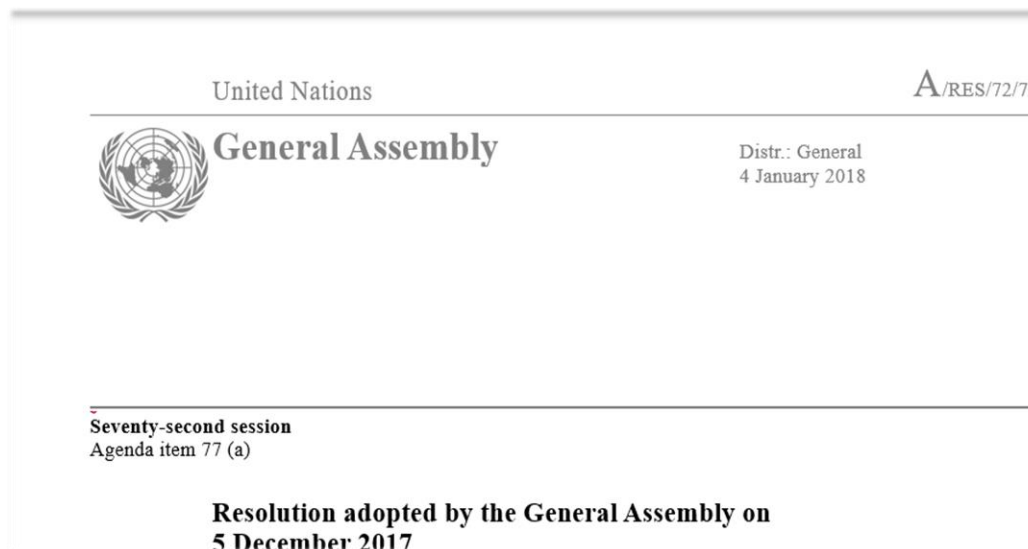 United Nations
A/RES/72/7
General Assembly
Distr.: General
4 January 2018
Seventy-second session
Agenda item 77 (a)
Resolution adopted by the General Assembly on
5 December 2017